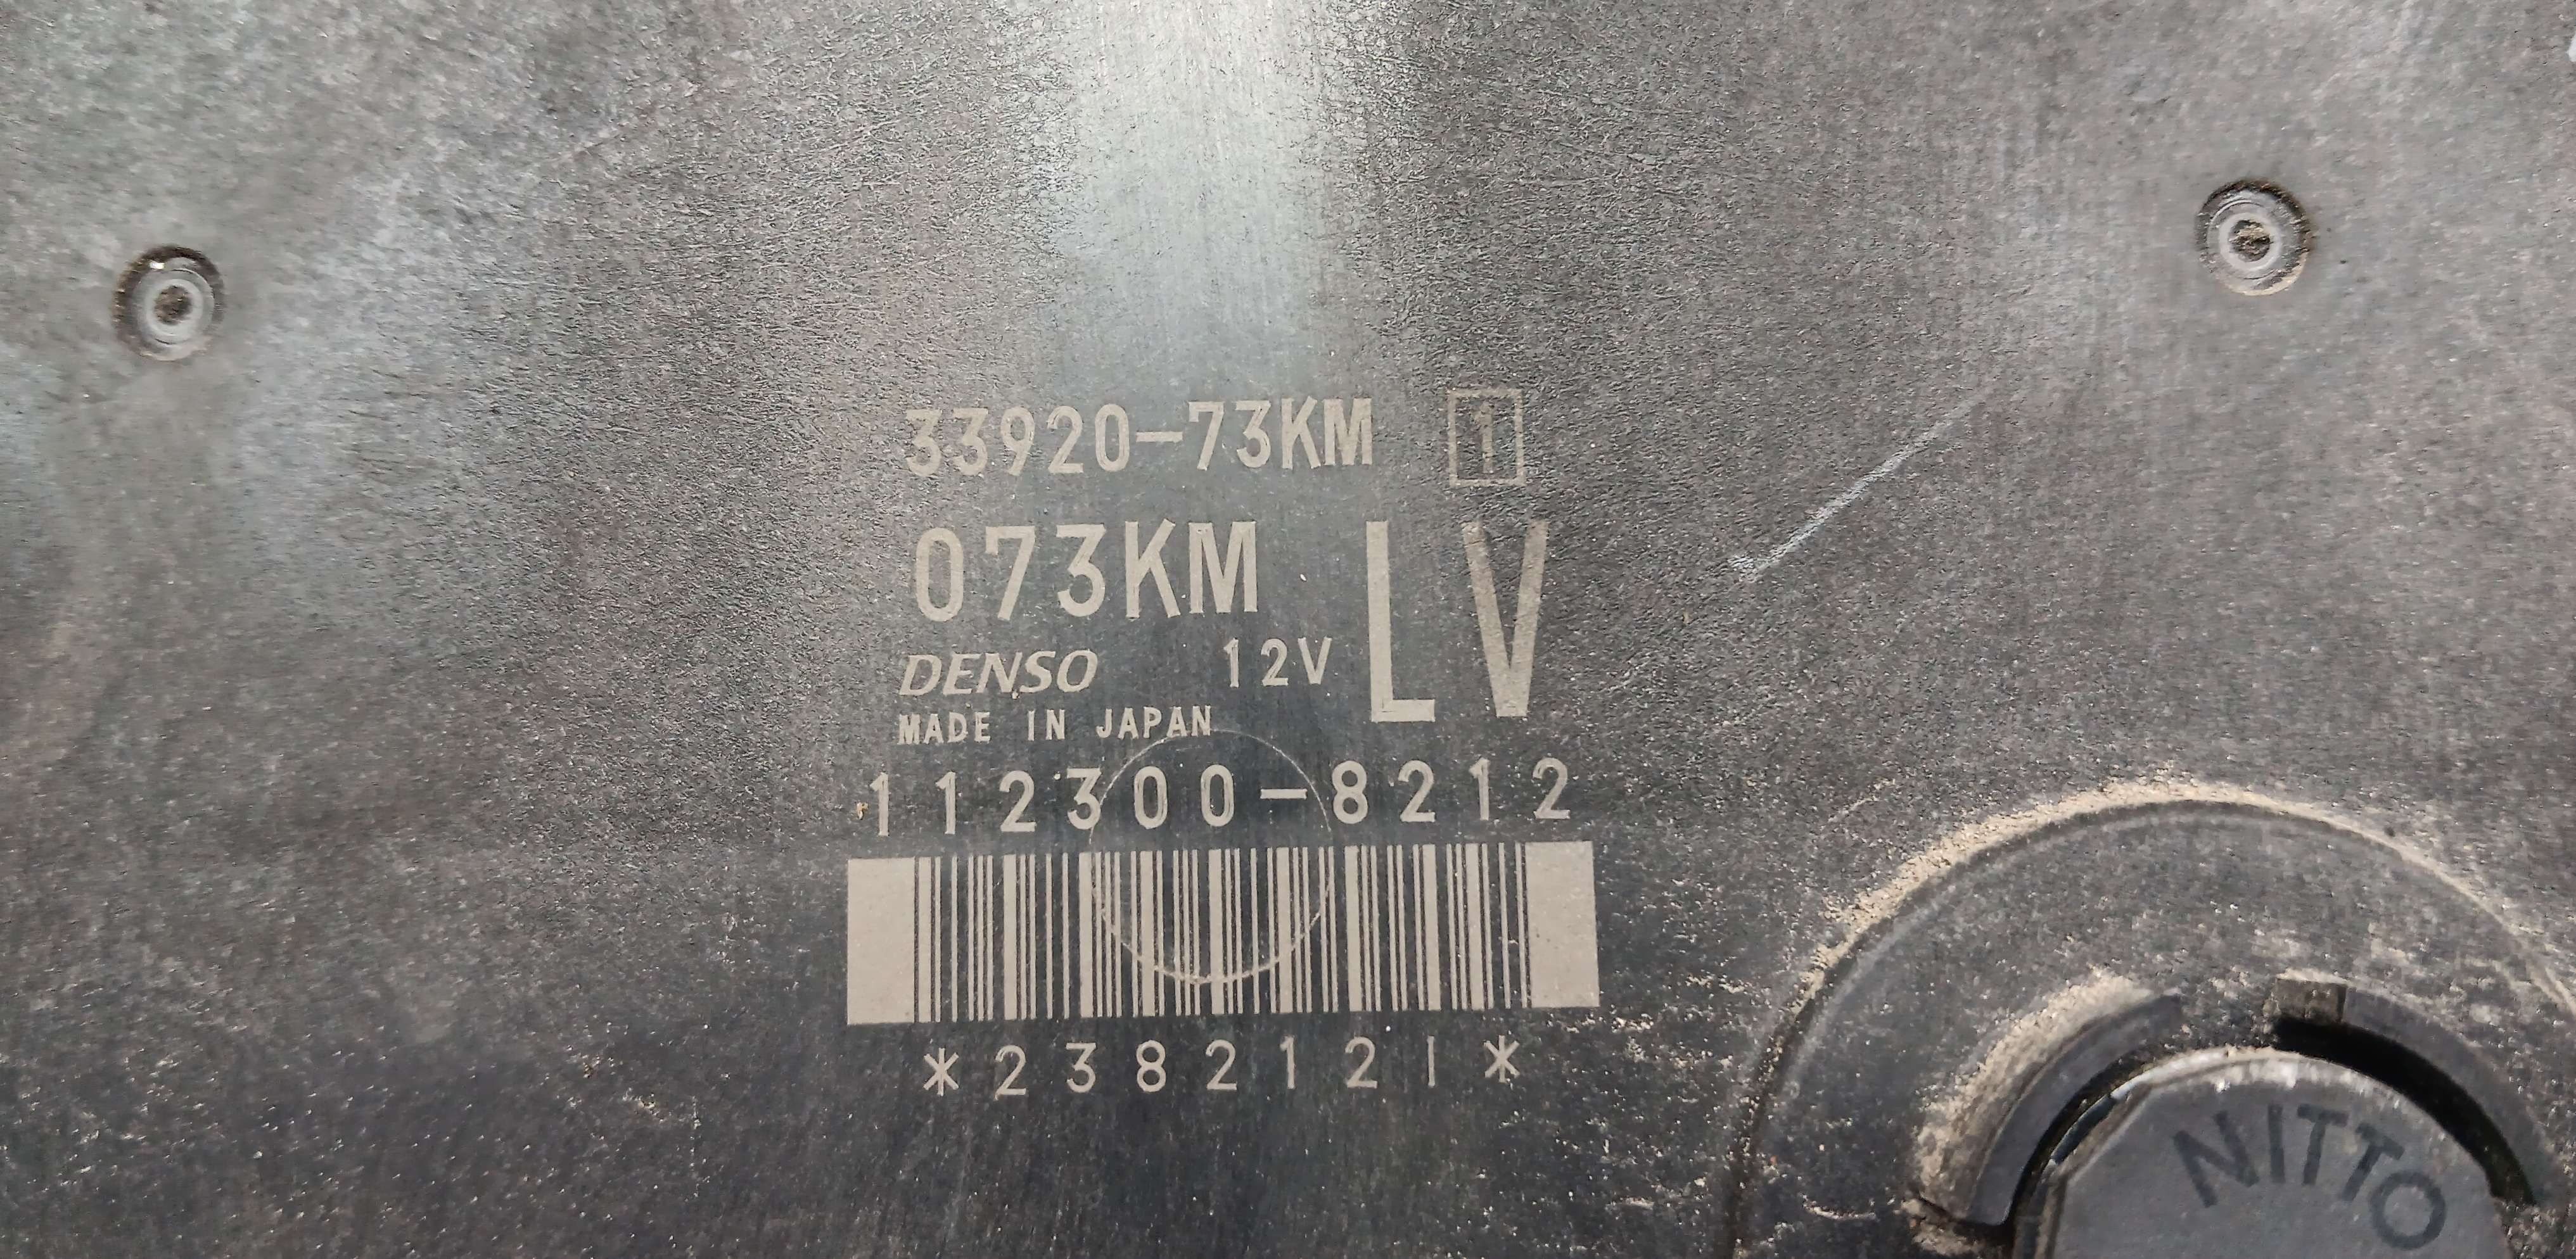 33920-73KM 1
073KM LV
DENSO 12V
MADE IN JAPAN
112300-8212
*2382121*
NITTO